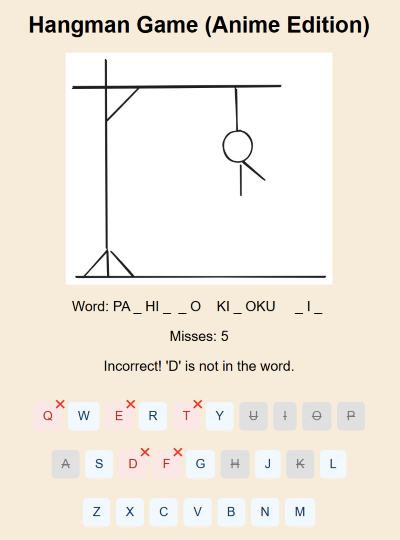 Hangman Game (Anime Edition)
Word: PA _ HI _  _ O    KI _ OKU     _ I _
Misses: 5
Incorrect! 'D' is not in the word.
Q W E R T Y U I O P
A S D F G H J K L
Z X C V B N M